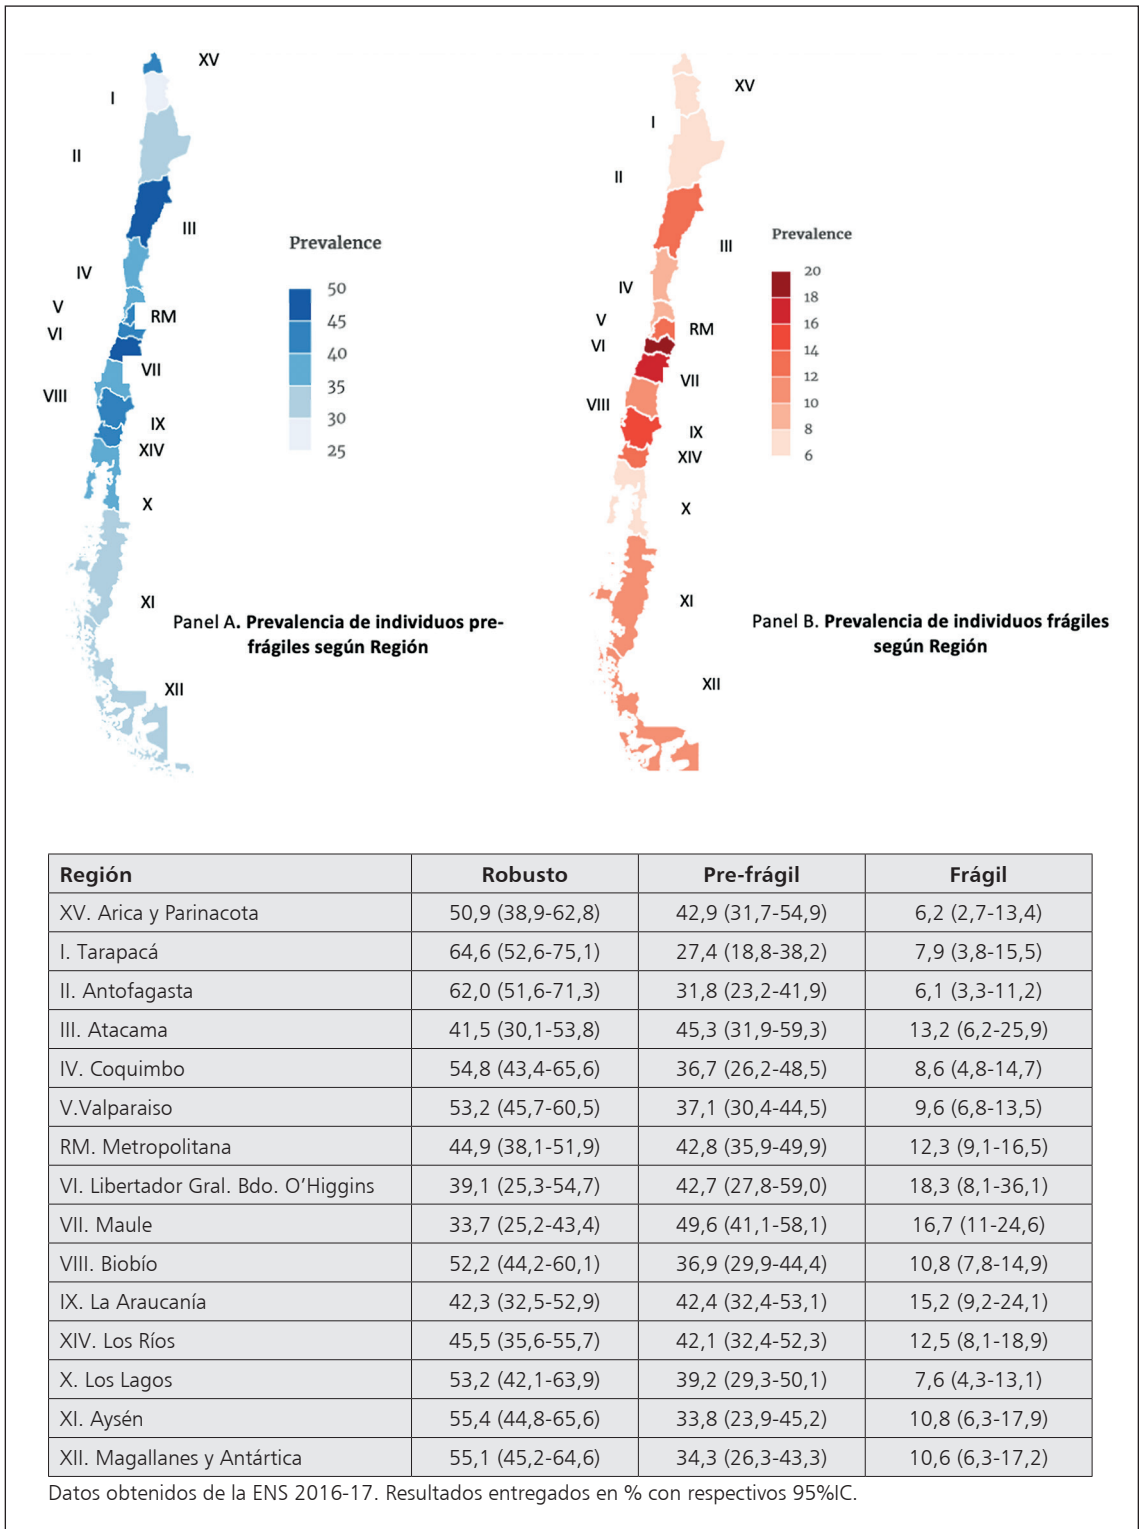 XV
I
II
III
Prevalence
50
45
40
35
30
25
IV
V
RM
VI
VII
VIII
IX
XIV
X
XI
Panel A. Prevalencia de individuos pre-
frágiles según Región
XII
XV
I
II
III
Prevalence
20
18
16
14
12
10
8
6
IV
V
RM
VI
VII
VIII
IX
XIV
X
XI
Panel B. Prevalencia de individuos frágiles
según Región
XII
Región Robusto Pre-frágil Frágil
XV. Arica y Parinacota 50,9 (38,9-62,8) 42,9 (31,7-54,9) 6,2 (2,7-13,4)
I. Tarapacá 64,6 (52,6-75,1) 27,4 (18,8-38,2) 7,9 (3,8-15,5)
II. Antofagasta 62,0 (51,6-71,3) 31,8 (23,2-41,9) 6,1 (3,3-11,2)
III. Atacama 41,5 (30,1-53,8) 45,3 (31,9-59,3) 13,2 (6,2-25,9)
IV. Coquimbo 54,8 (43,4-65,6) 36,7 (26,2-48,5) 8,6 (4,8-14,7)
V.Valparaiso 53,2 (45,7-60,5) 37,1 (30,4-44,5) 9,6 (6,8-13,5)
RM. Metropolitana 44,9 (38,1-51,9) 42,8 (35,9-49,9) 12,3 (9,1-16,5)
VI. Libertador Gral. Bdo. O’Higgins 39,1 (25,3-54,7) 42,7 (27,8-59,0) 18,3 (8,1-36,1)
VII. Maule 33,7 (25,2-43,4) 49,6 (41,1-58,1) 16,7 (11-24,6)
VIII. Biobío 52,2 (44,2-60,1) 36,9 (29,9-44,4) 10,8 (7,8-14,9)
IX. La Araucanía 42,3 (32,5-52,9) 42,4 (32,4-53,1) 15,2 (9,2-24,1)
XIV. Los Ríos 45,5 (35,6-55,7) 42,1 (32,4-52,3) 12,5 (8,1-18,9)
X. Los Lagos 53,2 (42,1-63,9) 39,2 (29,3-50,1) 7,6 (4,3-13,1)
XI. Aysén 55,4 (44,8-65,6) 33,8 (23,9-45,2) 10,8 (6,3-17,9)
XII. Magallanes y Antártica 55,1 (45,2-64,6) 34,3 (26,3-43,3) 10,6 (6,3-17,2)
Datos obtenidos de la ENS 2016-17. Resultados entregados en % con respectivos 95%IC.